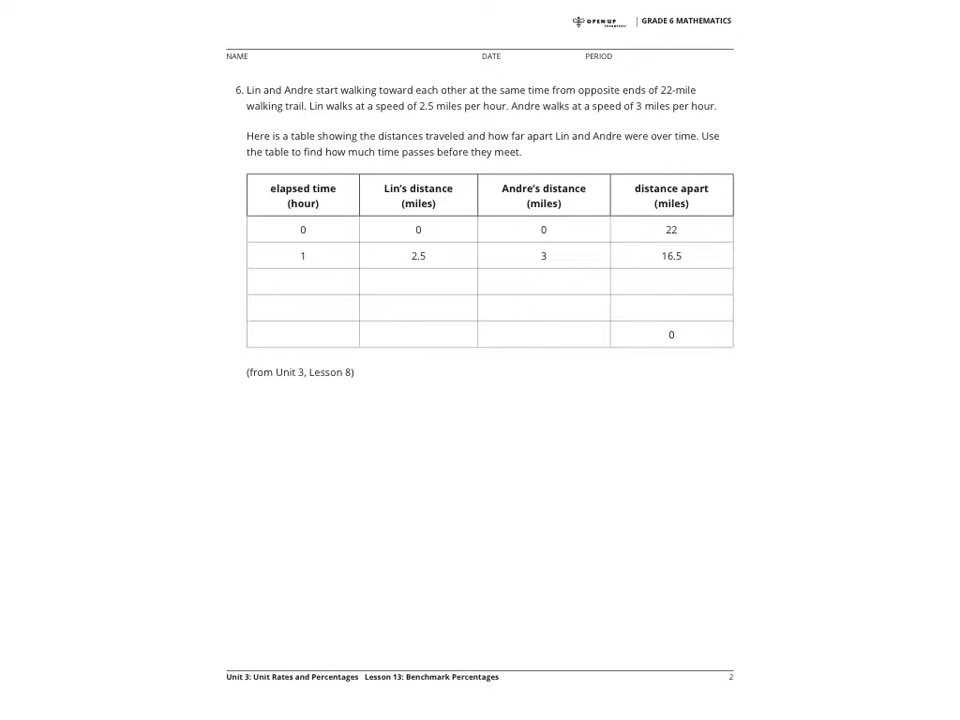 OPEN-UP | GRADE 6 MATHEMATICS
NAME DATE PERIOD
6. Lin and Andre start walking toward each other at the same time from opposite ends of 22-mile
walking trail. Lin walks at a speed of 2.5 miles per hour. Andre walks at a speed of 3 miles per hour.
Here is a table showing the distances traveled and how far apart Lin and Andre were over time. Use
the table to find how much time passes before they meet.
elapsed time (hour) Lin's distance (miles) Andre's distance (miles) distance apart (miles)
0 0 0 22
1 2.5 3 16.5
0
(from Unit 3, Lesson 8)
Unit 3: Unit Rates and Percentages Lesson 13: Benchmark Percentages 2